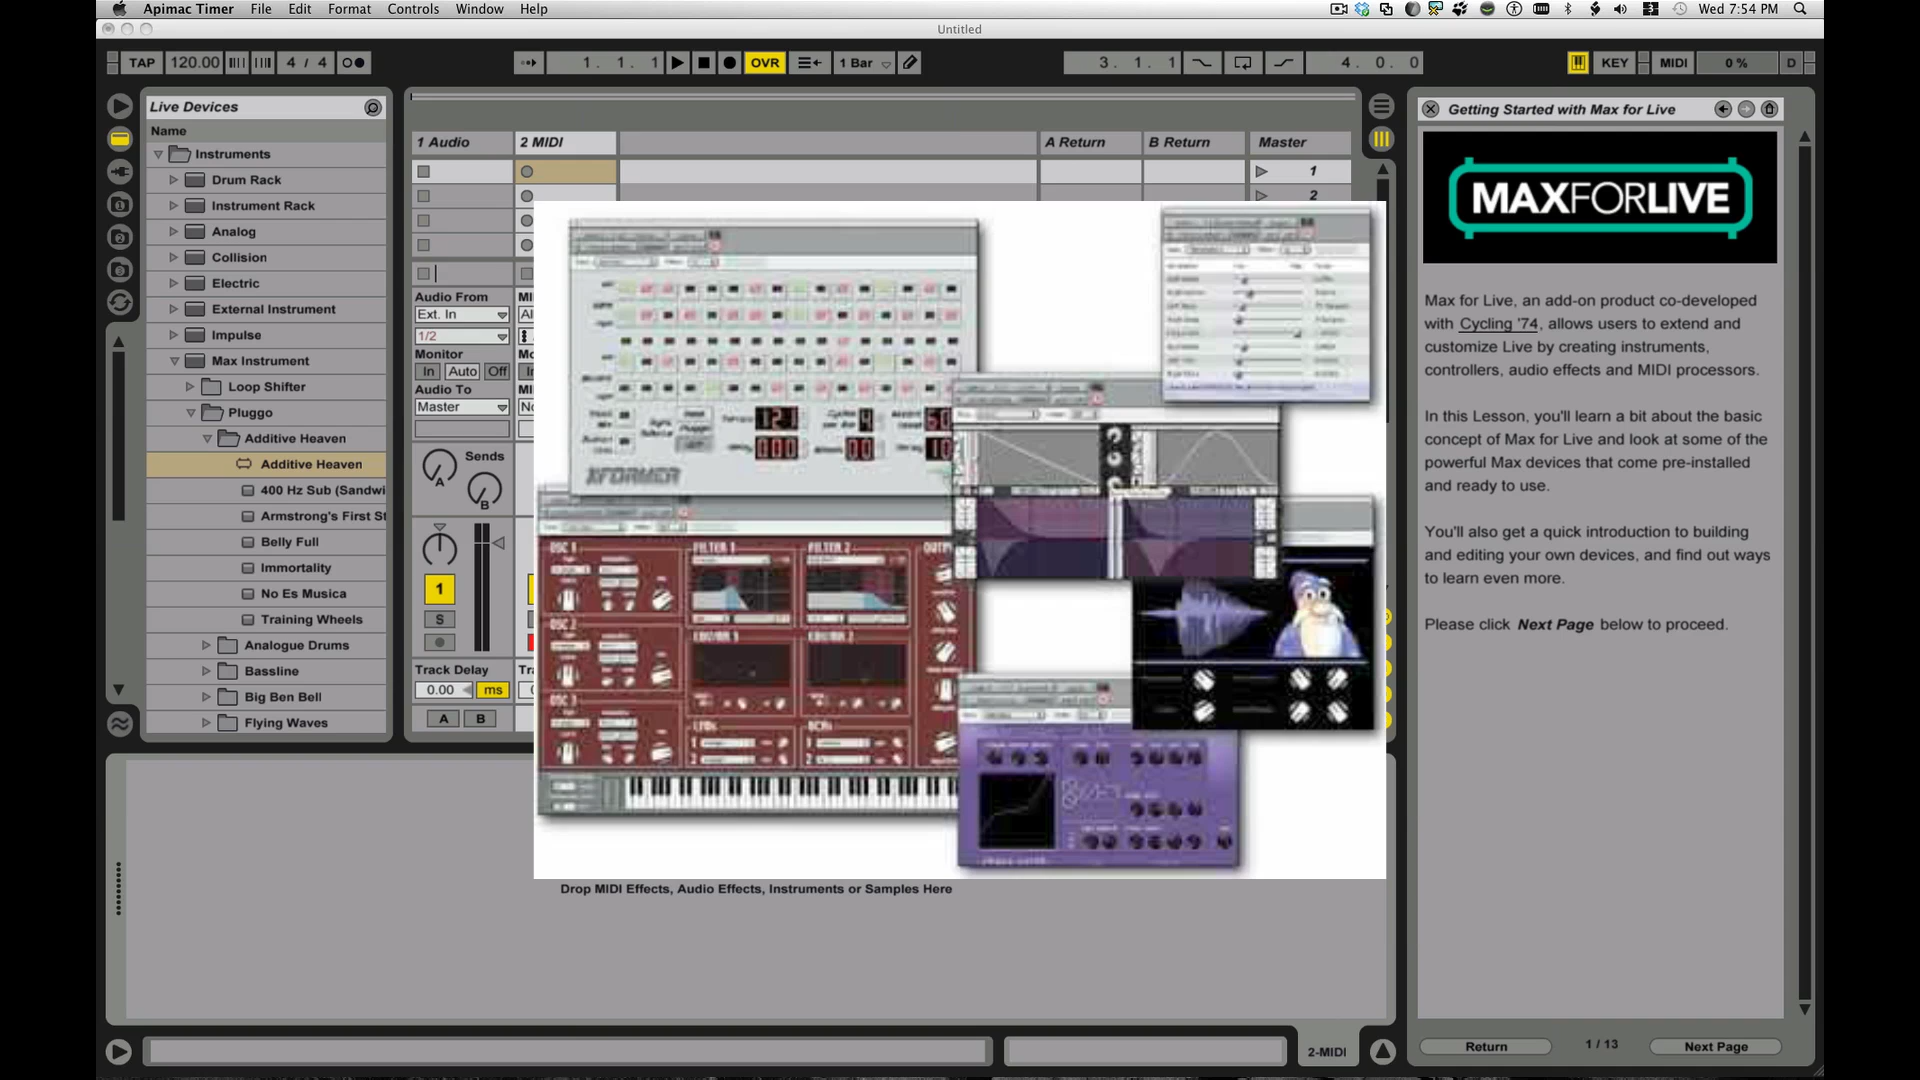 Apimac Timer File Edit Format Controls Window Help
Wed 7:54 PM
Untitled
TAP 120.00 4 / 4
1. 1. 1 OVR 1 Bar
3. 1. 1 4. 0. 0
KEY MIDI 0 % D
Live Devices
Name
Instruments
Drum Rack
Instrument Rack
Analog
Collision
Electric
External Instrument
Impulse
Max Instrument
Loop Shifter
Pluggo
Additive Heaven
Additive Heaven
400 Hz Sub (Sandwi
Armstrong's First St
Belly Full
Immortality
No Es Musica
Training Wheels
Analogue Drums
Bassline
Big Ben Bell
Flying Waves
1 Audio 2 MIDI A Return B Return Master
1
2
Audio From
Ext. In
1/2
Monitor
In Auto Off
Audio To
Master
Sends
A
B
1
S
Track Delay
0.00 ms
A B
XFORMER
OSC 1 FILTER 1 FILTER 2
OSC 2
OSC 3
Drop MIDI Effects, Audio Effects, Instruments or Samples Here
2-MIDI
Getting Started with Max for Live
MAXFORLIVE
Max for Live, an add-on product co-developed
with Cycling '74, allows users to extend and
customize Live by creating instruments,
controllers, audio effects and MIDI processors.
In this Lesson, you'll learn a bit about the basic
concept of Max for Live and look at some of the
powerful Max devices that come pre-installed
and ready to use.
You'll also get a quick introduction to building
and editing your own devices, and find out ways
to learn even more.
Please click Next Page below to proceed.
Return 1 / 13 Next Page